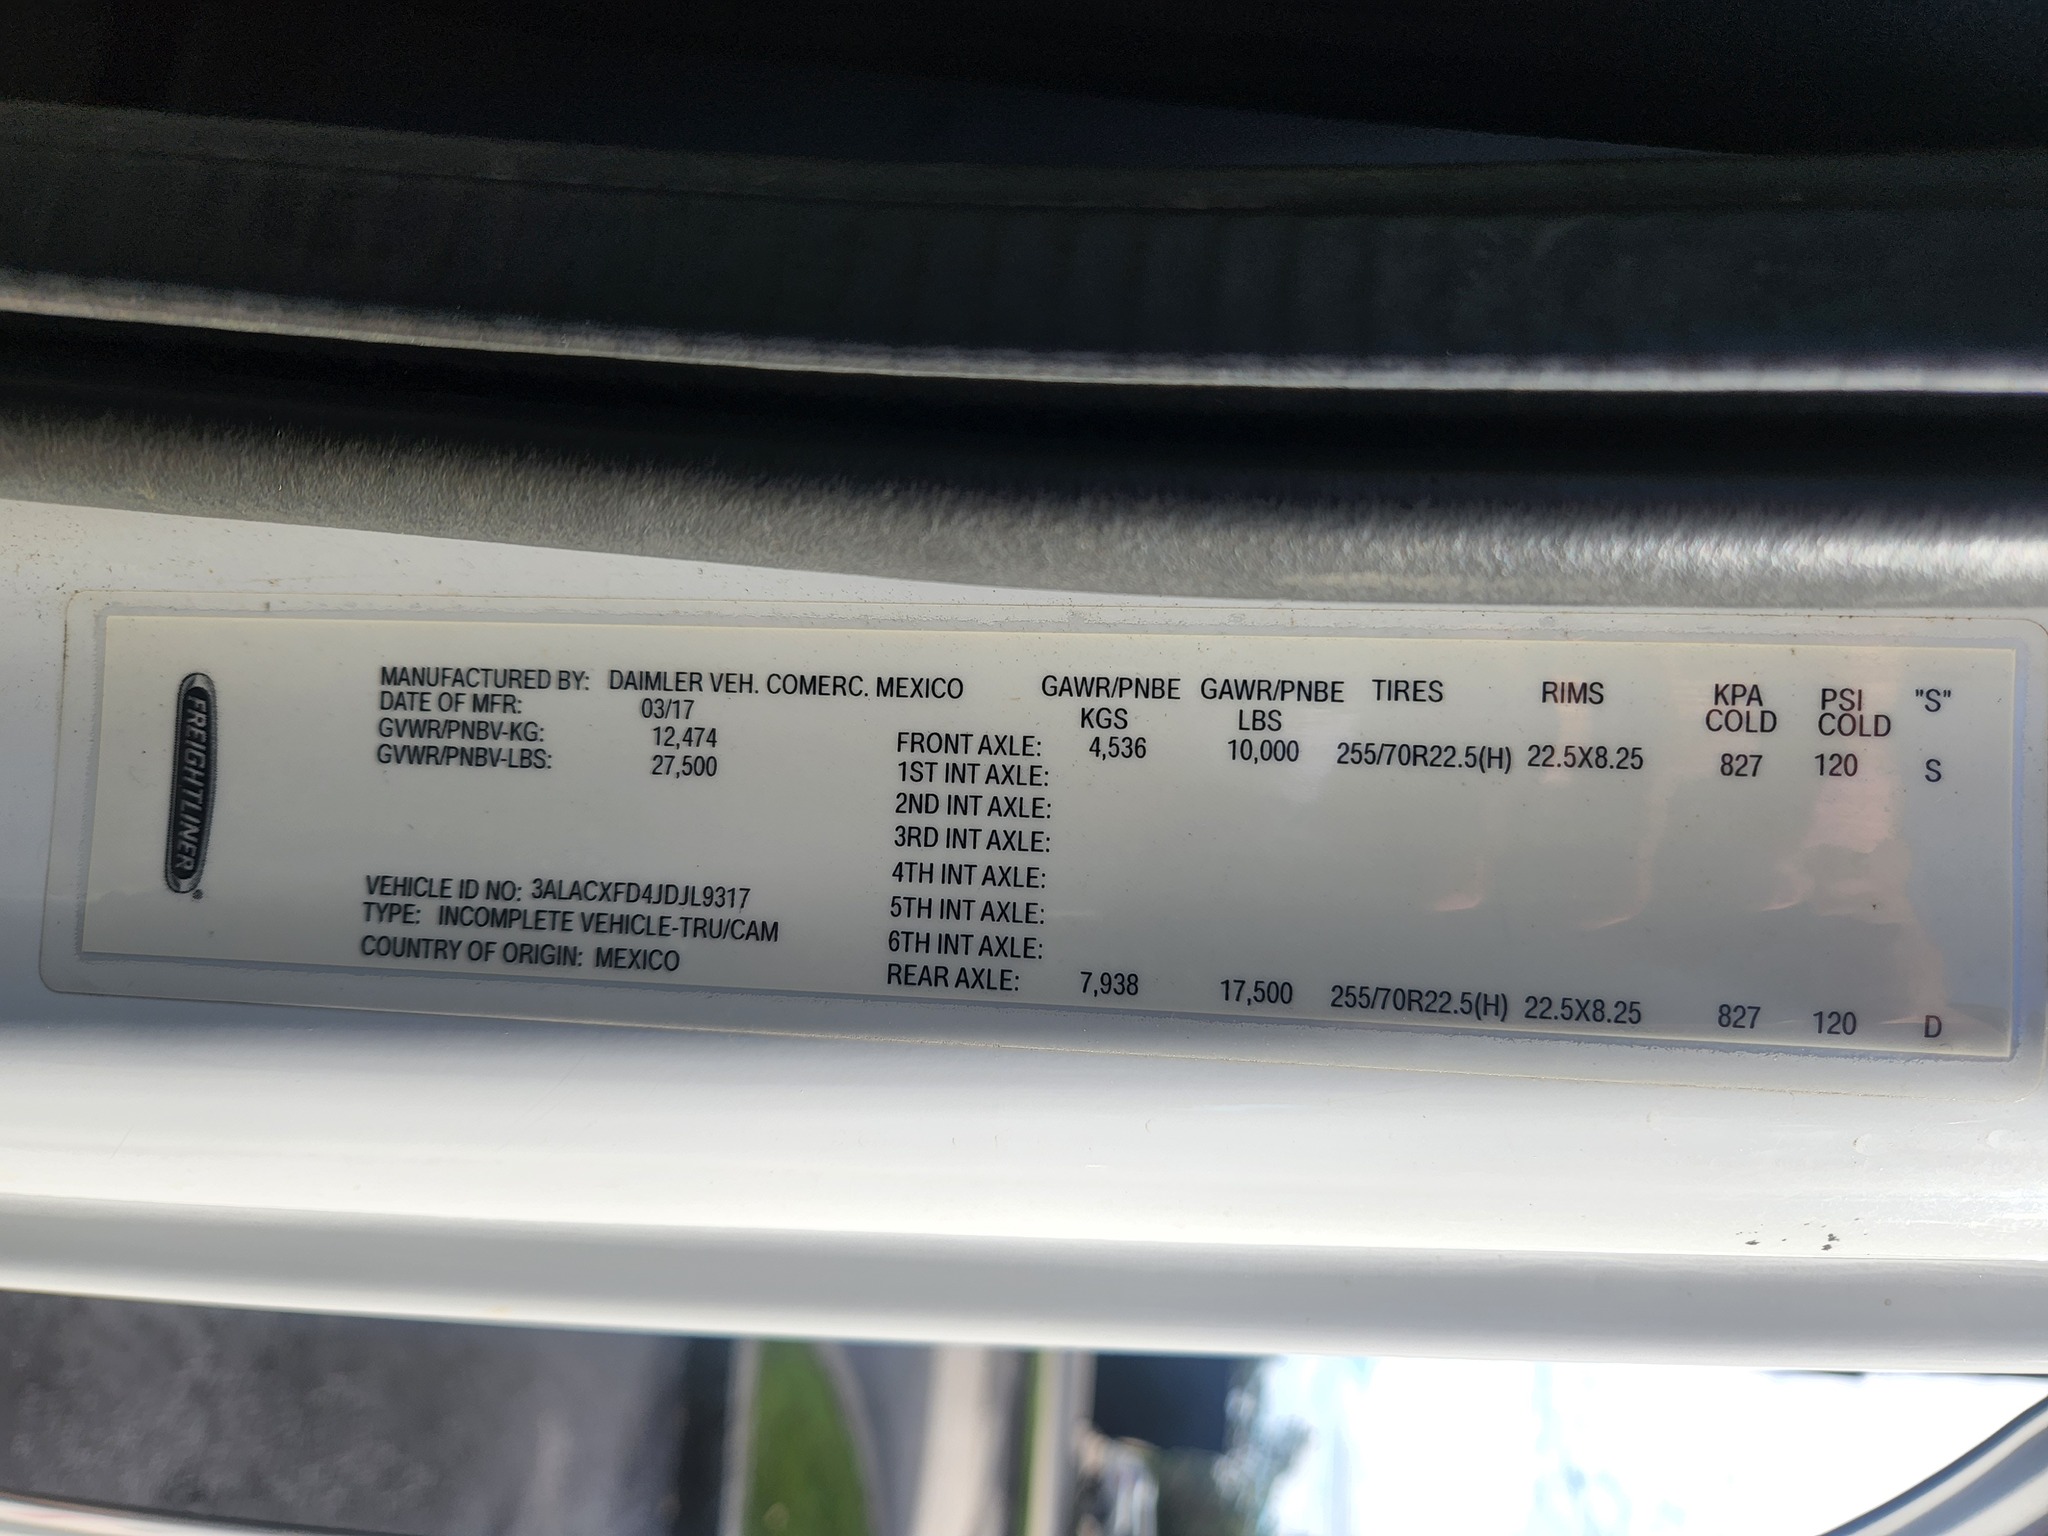 FREIGHTLINER®
MANUFACTURED BY: DAIMLER VEH. COMERC. MEXICO
DATE OF MFR: 03/17
GVWR/PNBV-KG: 12,474
GVWR/PNBV-LBS: 27,500
VEHICLE ID NO: 3ALACXFD4JDJL9317
TYPE: INCOMPLETE VEHICLE-TRU/CAM
COUNTRY OF ORIGIN: MEXICO
GAWR/PNBE GAWR/PNBE TIRES RIMS KPA PSI "S"
KGS LBS COLD COLD
FRONT AXLE: 4,536 10,000 255/70R22.5(H) 22.5X8.25 827 120 S
1ST INT AXLE:
2ND INT AXLE:
3RD INT AXLE:
4TH INT AXLE:
5TH INT AXLE:
6TH INT AXLE:
REAR AXLE: 7,938 17,500 255/70R22.5(H) 22.5X8.25 827 120 D